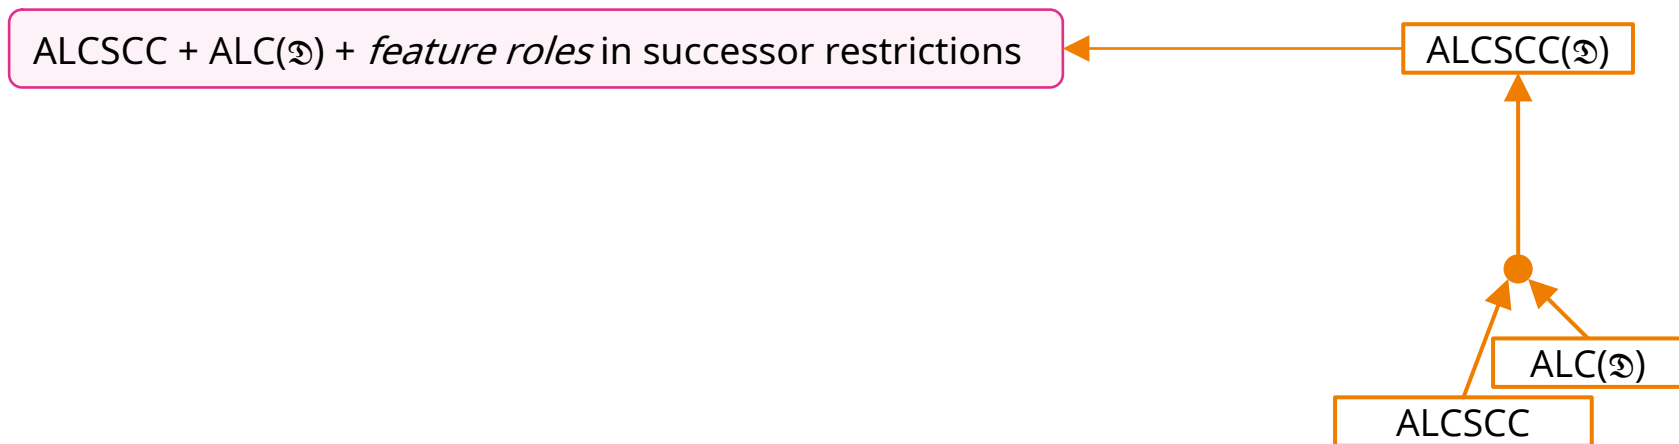 ALCSCC + ALC(𝔇) + feature roles in successor restrictions
ALCSCC(𝔇)
ALC(𝔇)
ALCSCC